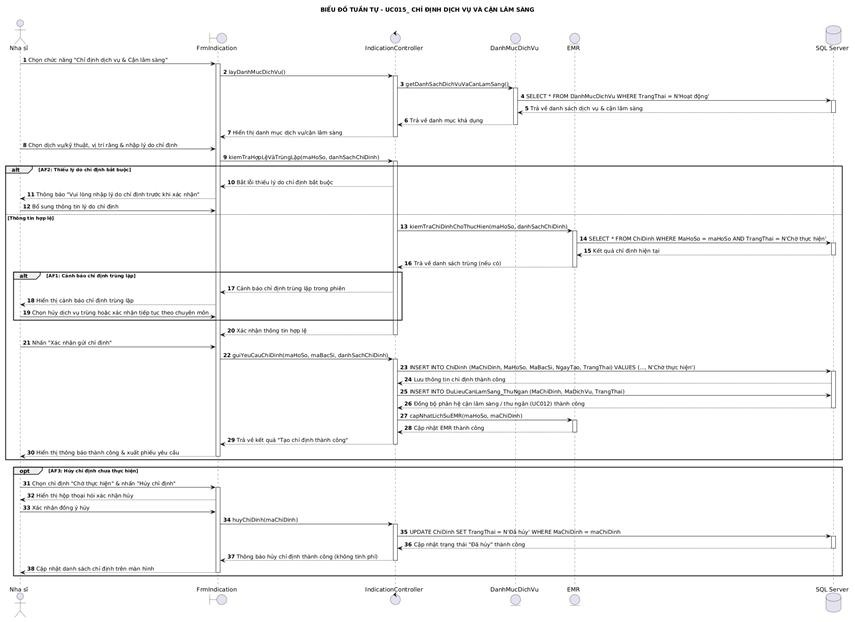 BIỂU ĐỒ TUẦN TỰ - UC015_ CHỈ ĐỊNH DỊCH VỤ VÀ CẬN LÂM SÀNG
Nha sĩ FrmIndication IndicationController DanhMucDichVu EMR SQL Server
1 Chọn chức năng "Chỉ định dịch vụ & Cận lâm sàng"
2 layDanhMucDichVu()
3 getDanhSachDichVuVaCanLamSang()
4 SELECT * FROM DanhMucDichVu WHERE TrangThai = N'Hoạt động'
5 Trả về danh sách dịch vụ & cận lâm sàng
6 Trả về danh mục khả dụng
7 Hiển thị danh mục dịch vụ/cận lâm sàng
8 Chọn dịch vụ/kỹ thuật, vị trí răng & nhập lý do chỉ định
9 kiemTraHợpLệVàTrùngLặp(maHoSo, danhSachChiDinh)
alt [AF2: Thiếu lý do chỉ định bắt buộc]
10 Bắt lỗi thiếu lý do chỉ định bắt buộc
11 Thông báo "Vui lòng nhập lý do chỉ định trước khi xác nhận"
12 Bổ sung thông tin lý do chỉ định
[Thông tin hợp lệ]
13 kiemTraChiDinhChoThucHien(maHoSo, danhSachChiDinh)
14 SELECT * FROM ChiDinh WHERE MaHoSo = maHoSo AND TrangThai = N'Chờ thực hiện'
15 Kết quả chỉ định hiện tại
16 Trả về danh sách trùng (nếu có)
alt [AF1: Cảnh báo chỉ định trùng lặp]
17 Cảnh báo chỉ định trùng lặp trong phiên
18 Hiển thị cảnh báo chỉ định trùng lặp
19 Chọn hủy dịch vụ trùng hoặc xác nhận tiếp tục theo chuyên môn
20 Xác nhận thông tin hợp lệ
21 Nhấn "Xác nhận gửi chỉ định"
22 guiYeuCauChiDinh(maHoSo, maBacSi, danhSachChiDinh)
23 INSERT INTO ChiDinh (MaChiDinh, MaHoSo, MaBacSi, NgayTao, TrangThai) VALUES (..., N'Chờ thực hiện')
24 Lưu thông tin chỉ định thành công
25 INSERT INTO DuLieuCanLamSang_ThuNgan (MaChiDinh, MaDichVu, TrangThai)
26 Đồng bộ phân hệ cận lâm sàng / thu ngân (UC012) thành công
27 capNhatLichSuEMR(maHoSo, maChiDinh)
28 Cập nhật EMR thành công
29 Trả về kết quả "Tạo chỉ định thành công"
30 Hiển thị thông báo thành công & xuất phiếu yêu cầu
opt [AF3: Hủy chỉ định chưa thực hiện]
31 Chọn chỉ định "Chờ thực hiện" & nhấn "Hủy chỉ định"
32 Hiển thị hộp thoại hỏi xác nhận hủy
33 Xác nhận đồng ý hủy
34 huyChiDinh(maChiDinh)
35 UPDATE ChiDinh SET TrangThai = N'Đã hủy' WHERE MaChiDinh = maChiDinh
36 Cập nhật trạng thái "Đã hủy" thành công
37 Thông báo hủy chỉ định thành công (không tính phí)
38 Cập nhật danh sách chỉ định trên màn hình
Nha sĩ FrmIndication IndicationController DanhMucDichVu EMR SQL Server